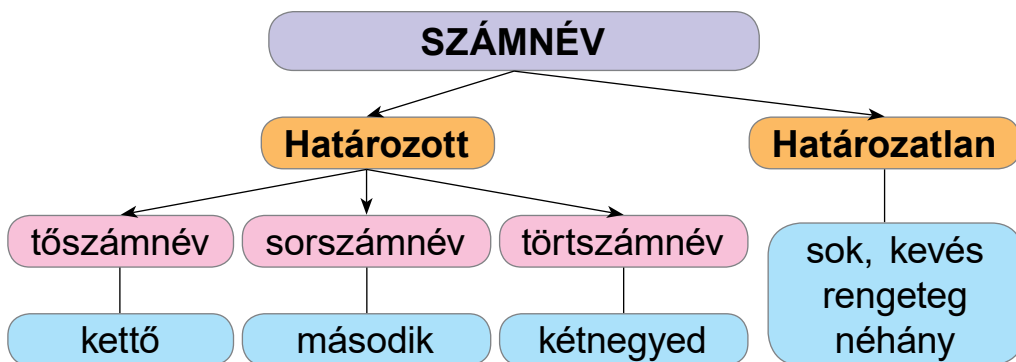 SZÁMNÉV
Határozott
Határozatlan
tőszámnév
sorszámnév
törtszámnév
kettő
második
kétnegyed
sok, kevés
rengeteg
néhány